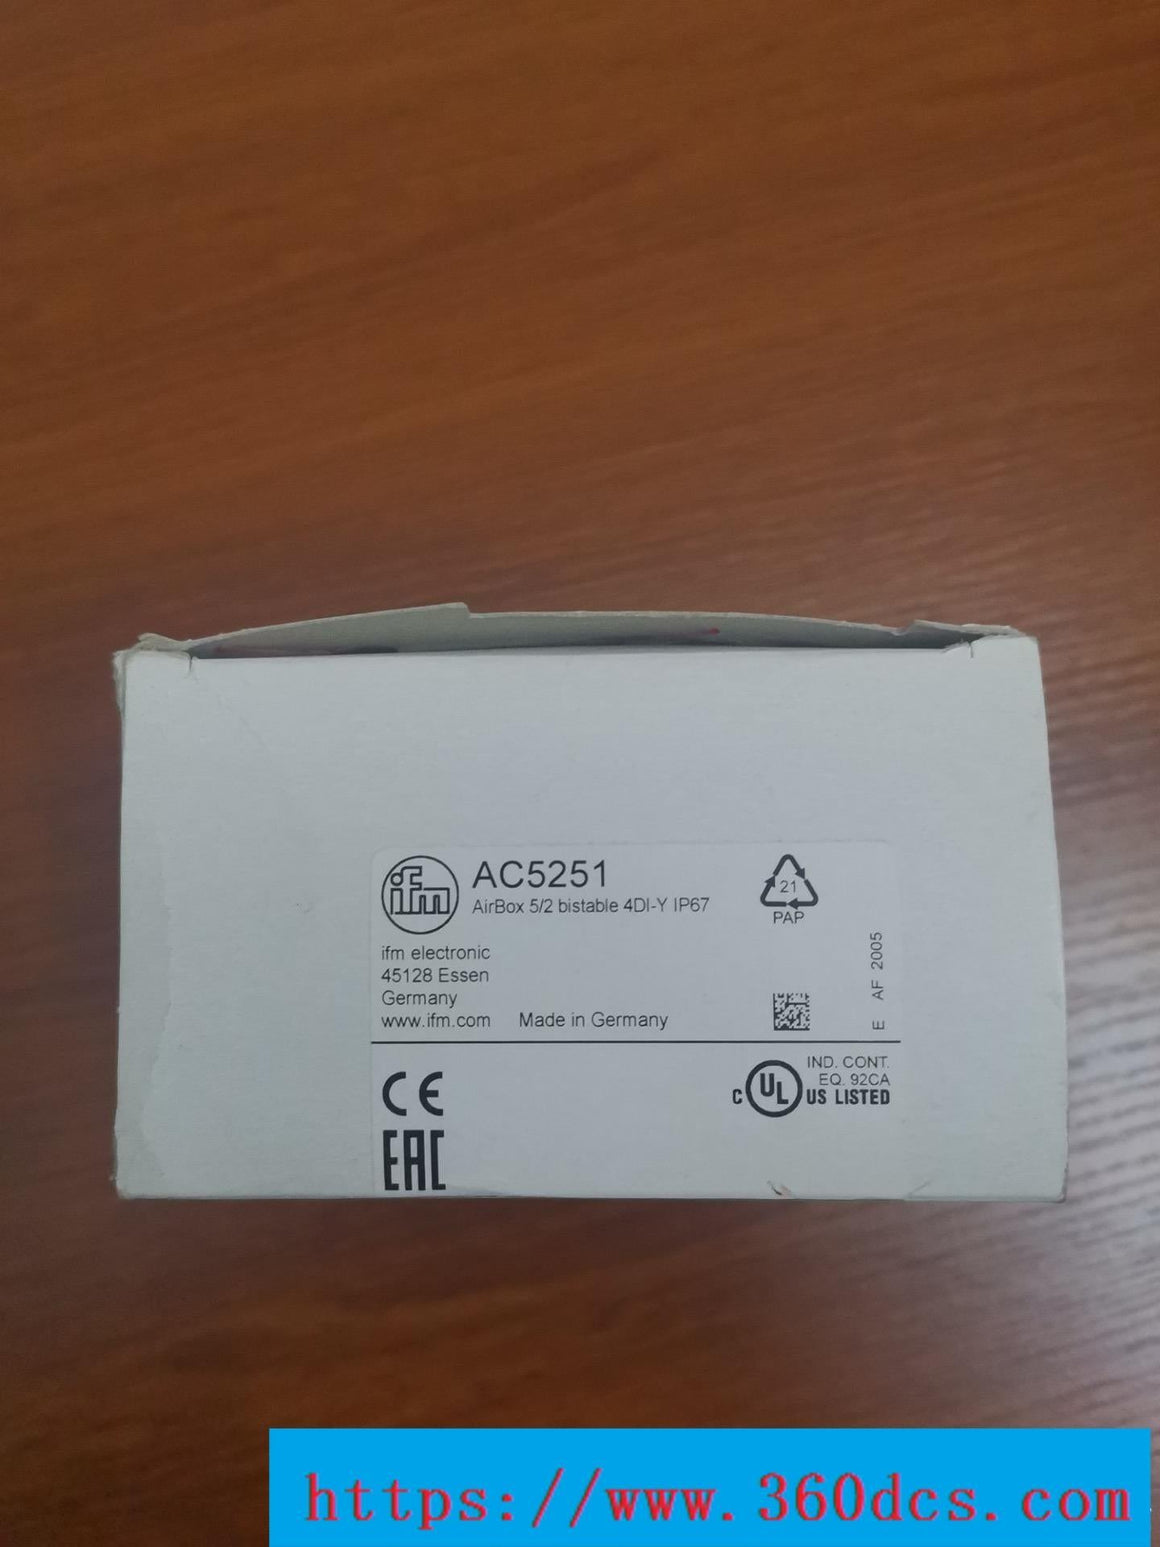 ifm
AC5251
AirBox 5/2 bistable 4DI-Y IP67
21
PAP
ifm electronic
45128 Essen
Germany
www.ifm.com Made in Germany
E AF 2005
CE
EAC
C UL US LISTED
IND. CONT.
EQ. 92CA
https://www.360dcs.com